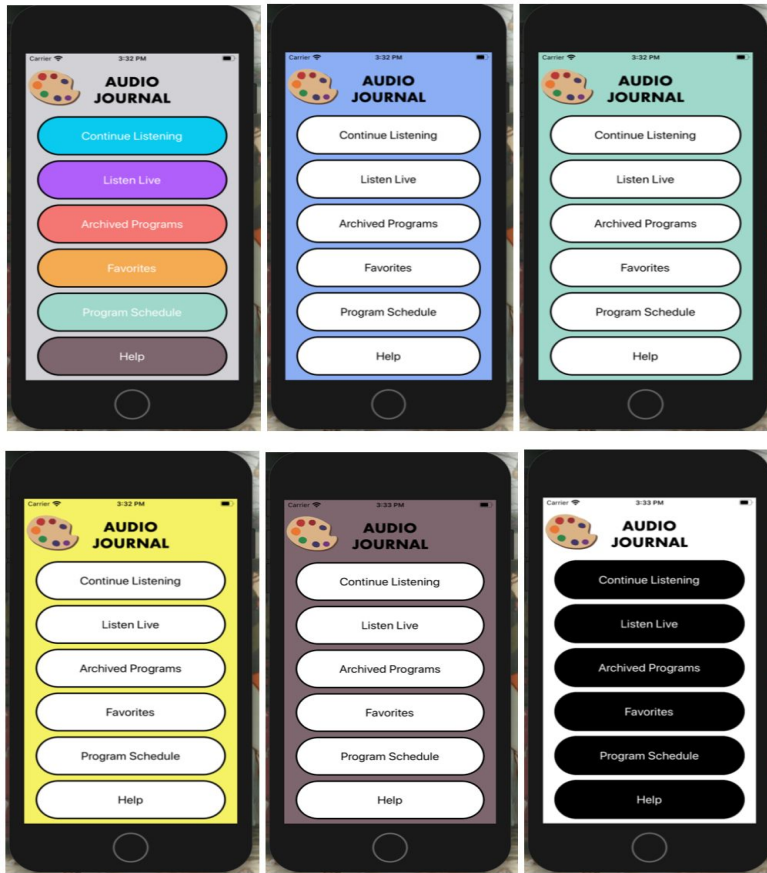 Carrier 3:32 PM
AUDIO
JOURNAL
Continue Listening
Listen Live
Archived Programs
Favorites
Program Schedule
Help
Carrier 3:32 PM
AUDIO
JOURNAL
Continue Listening
Listen Live
Archived Programs
Favorites
Program Schedule
Help
Carrier 3:32 PM
AUDIO
JOURNAL
Continue Listening
Listen Live
Archived Programs
Favorites
Program Schedule
Help
Carrier 3:32 PM
AUDIO
JOURNAL
Continue Listening
Listen Live
Archived Programs
Favorites
Program Schedule
Help
Carrier 3:33 PM
AUDIO
JOURNAL
Continue Listening
Listen Live
Archived Programs
Favorites
Program Schedule
Help
Carrier 3:33 PM
AUDIO
JOURNAL
Continue Listening
Listen Live
Archived Programs
Favorites
Program Schedule
Help